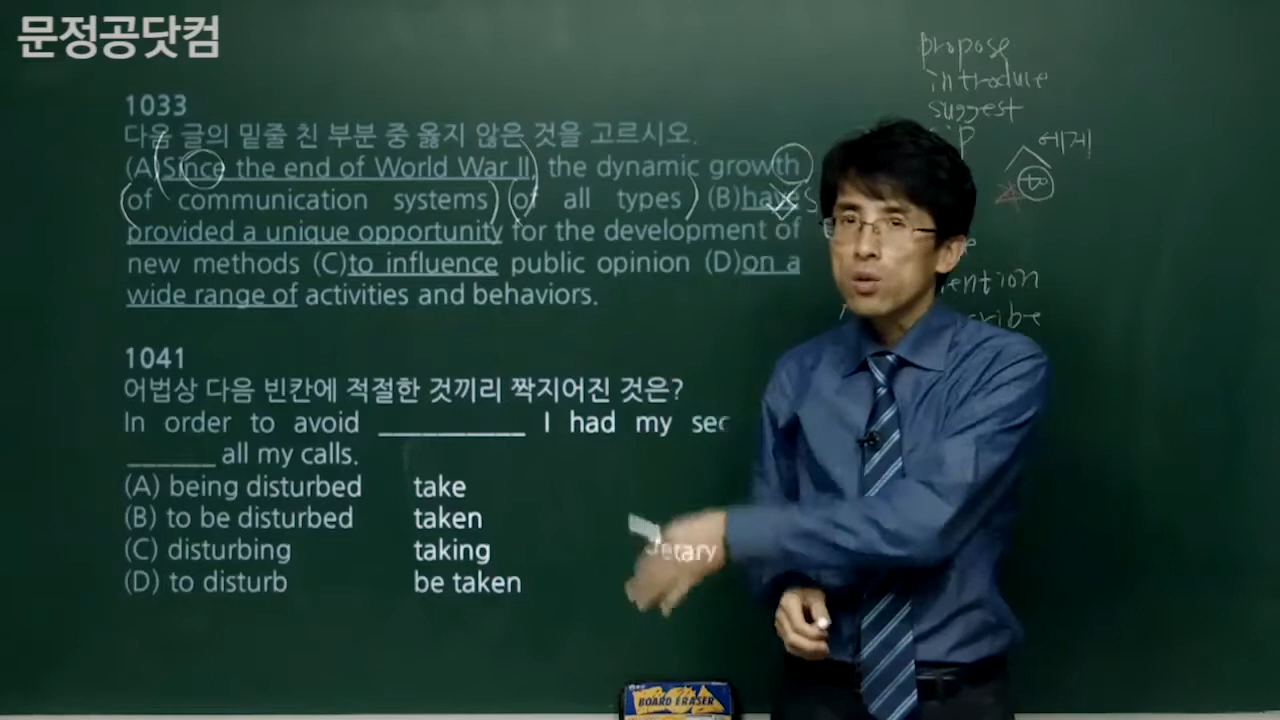 문정공닷컴
1033
다음 글의 밑줄 친 부분 중 옳지 않은 것을 고르시오.
(A)Since the end of World War II, the dynamic growth
of communication systems of all types (B)have
provided a unique opportunity for the development of
new methods (C)to influence public opinion (D)on a
wide range of activities and behaviors.
1041
어법상 다음 빈칸에 적절한 것끼리 짝지어진 것은?
In order to avoid __________ I had my sec
______ all my calls.
(A) being disturbed take
(B) to be disturbed taken
(C) disturbing taking
(D) to disturb be taken
etary
propose
introduce
suggest
에게
to
BOARD ERASER